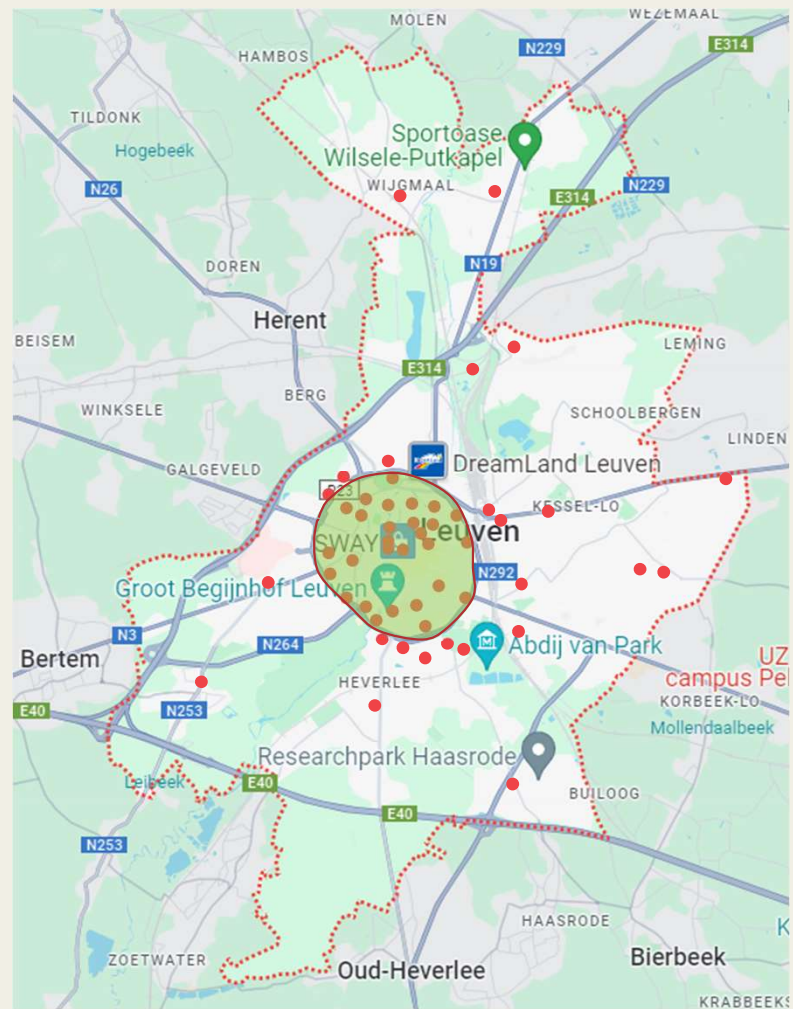 MOLEN
WEZEMAAL
N229
E314
HAMBOS
TILDONK
Hogebeek
Sportoase
Wilsele-Putkapel
WIJGMAAL
N26
E314
N229
DOREN
N19
Herent
BEISEM
LEMING
E314
BERG
WINKSELE
SCHOOLBERGEN
LINDEN
GALGEVELD
DreamLand Leuven
R23
KESSEL-LO
Leuven
SWAY
N292
Groot Begijnhof Leuven
N3
N264
Abdij van Park
Bertem
UZ
campus Pel
HEVERLEE
E40
N253
KORBEEK-LO
Mollendaalbeek
Researchpark Haasrode
Leibeek
E40
BUILOOG
E40
N253
HAASRODE
K
ZOETWATER
Bierbeek
Oud-Heverlee
KRABBEEKS